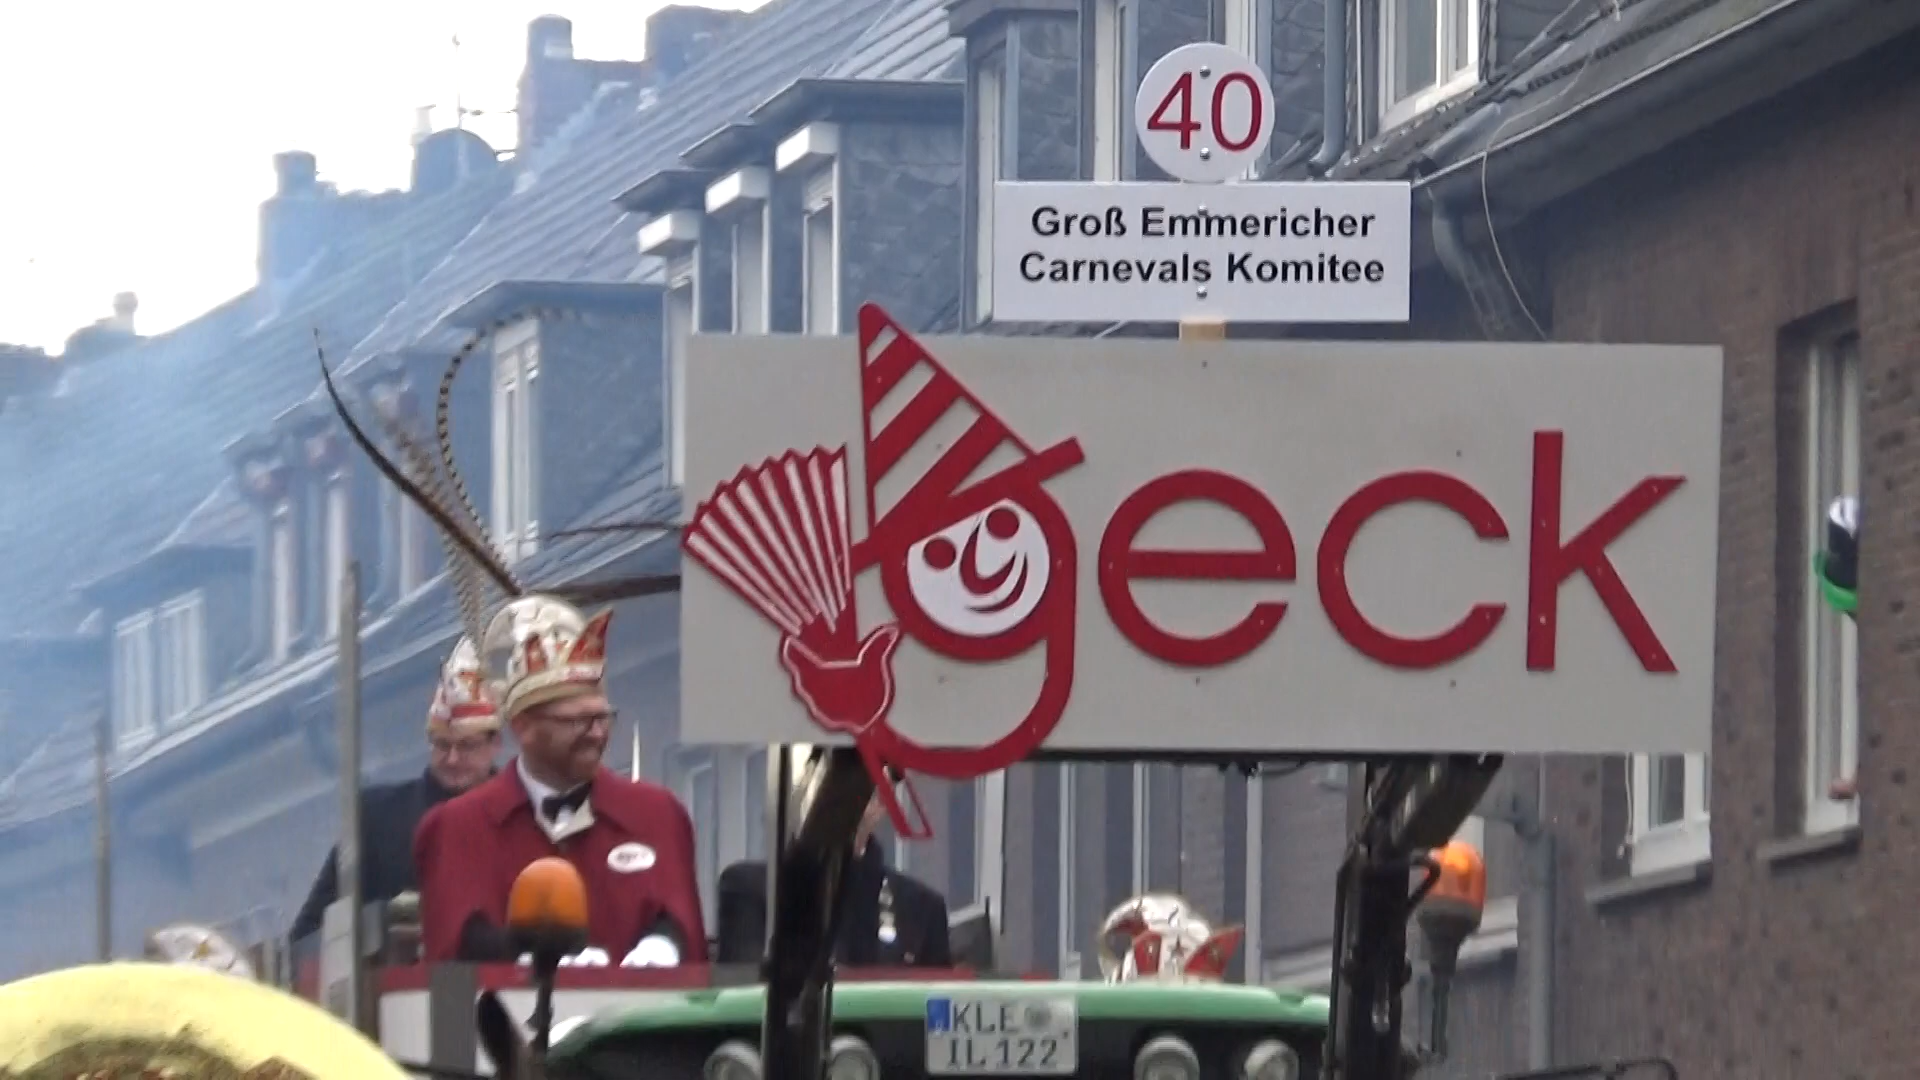 40
Groß Emmericher
Carnevals Komitee
geck
KLE
IL 122